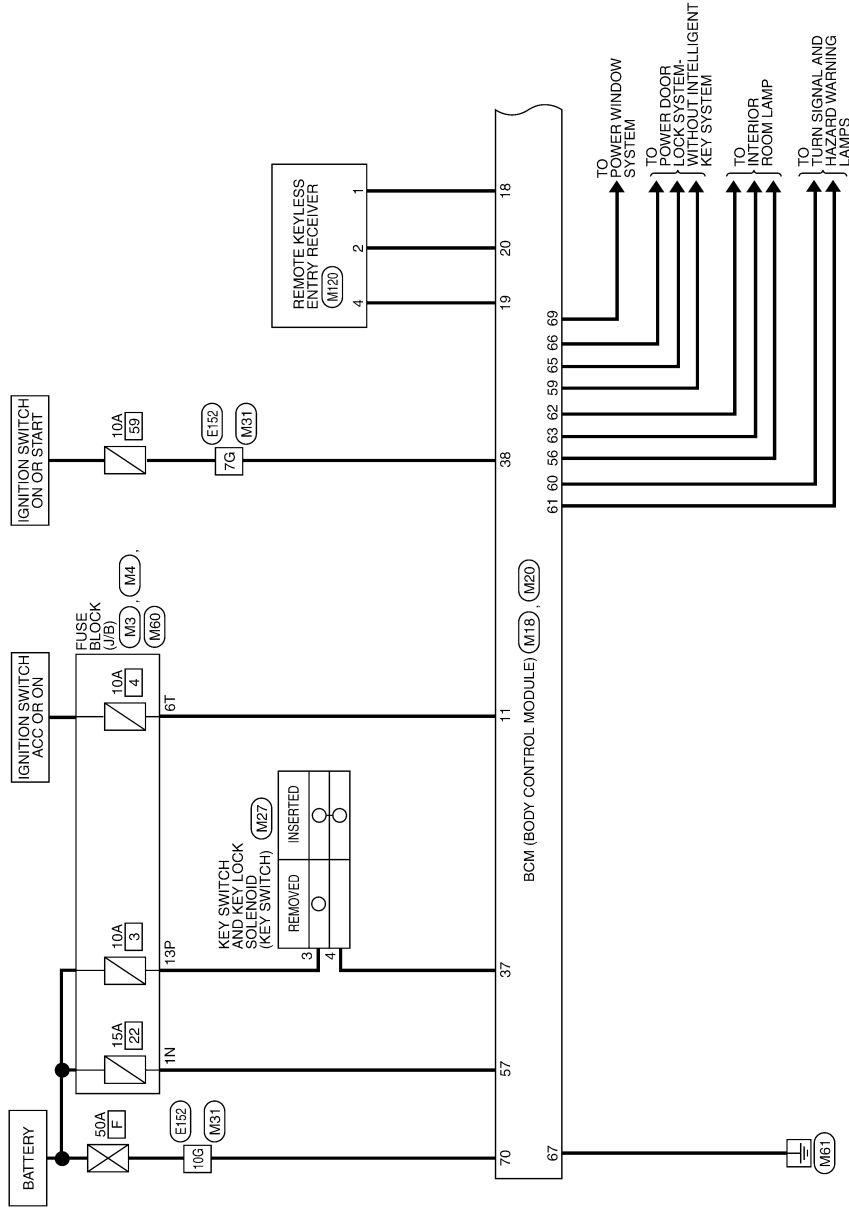 BATTERY
50A
F
E152
M31
10G
IGNITION SWITCH
ACC OR ON
FUSE
BLOCK
(J/B)
M3 , M4 ,
M60
15A
22
1N
10A
3
13P
10A
4
6T
IGNITION SWITCH
ON OR START
10A
59
E152
M31
7G
KEY SWITCH
AND KEY LOCK
SOLENOID
(KEY SWITCH)
M27
REMOVED
INSERTED
3
4
REMOTE KEYLESS
ENTRY RECEIVER
M120
4
2
1
70
57
37
11
38
19
20
18
BCM (BODY CONTROL MODULE) M18 , M20
67
61
60
56
63
62
59
65
66
69
M61
TO
POWER WINDOW
SYSTEM
TO
POWER DOOR
LOCK SYSTEM-
WITHOUT INTELLIGENT
KEY SYSTEM
TO
INTERIOR
ROOM LAMP
TO
TURN SIGNAL AND
HAZARD WARNING
LAMPS